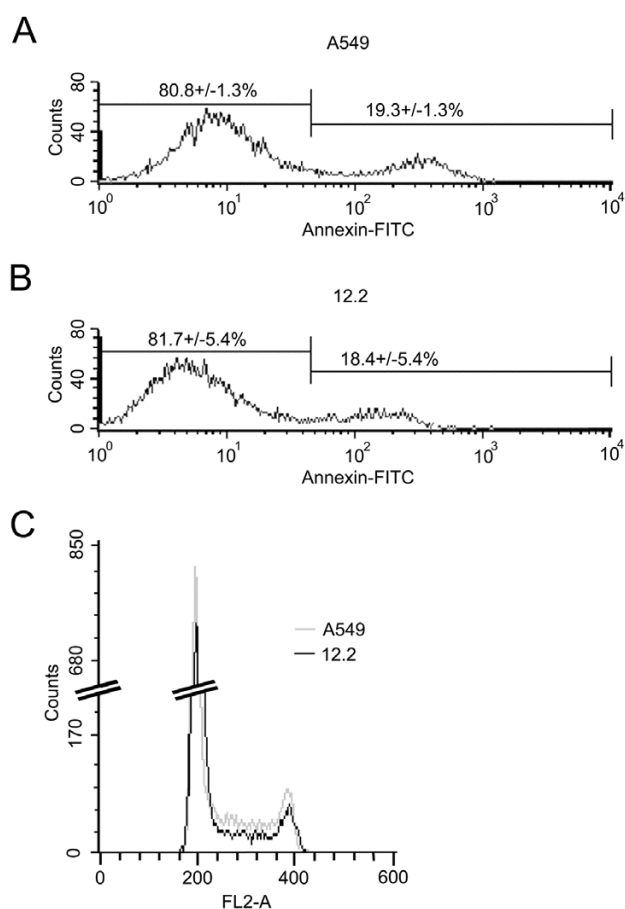 A
A549
80.8+/-1.3%
19.3+/-1.3%
Counts
80
40
0
10^0 10^1 10^2 10^3 10^4
Annexin-FITC
B
12.2
81.7+/-5.4%
18.4+/-5.4%
Counts
80
40
0
10^0 10^1 10^2 10^3 10^4
Annexin-FITC
C
Counts
850
680
170
0
A549
12.2
0 200 400 600
FL2-A